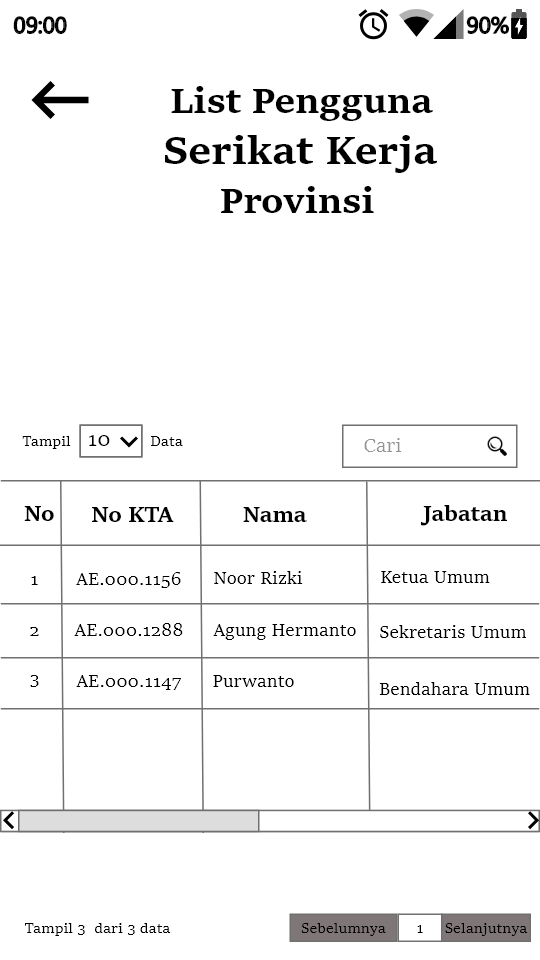 09:00 90%
List Pengguna
Serikat Kerja
Provinsi
Tampil 10 Data Cari
No No KTA Nama Jabatan
1 AE.000.1156 Noor Rizki Ketua Umum
2 AE.000.1288 Agung Hermanto Sekretaris Umum
3 AE.000.1147 Purwanto Bendahara Umum
Tampil 3 dari 3 data Sebelumnya 1 Selanjutnya